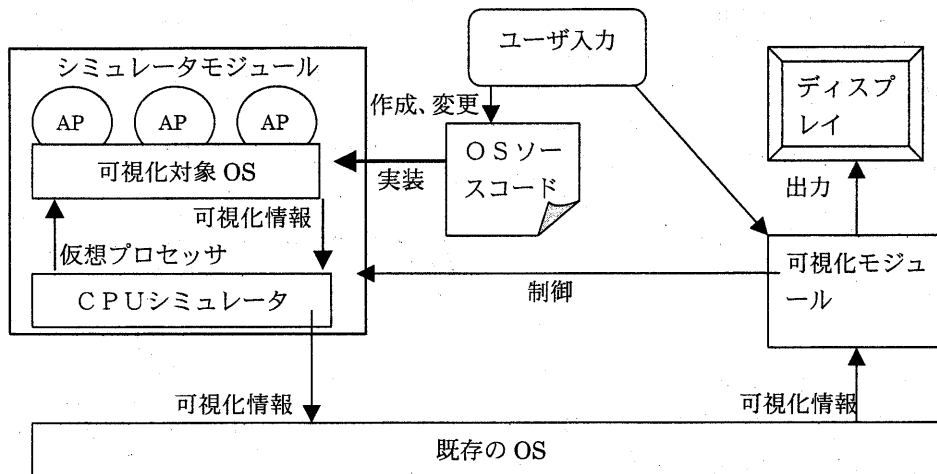 ユーザ入力
シミュレータモジュール
AP
AP
AP
可視化対象 OS
作成、変更
ＯＳソー
スコード
実装
ディスプ
レイ
出力
可視化情報
仮想プロセッサ
ＣＰＵシミュレータ
制御
可視化モジュ
ール
可視化情報
可視化情報
既存の OS